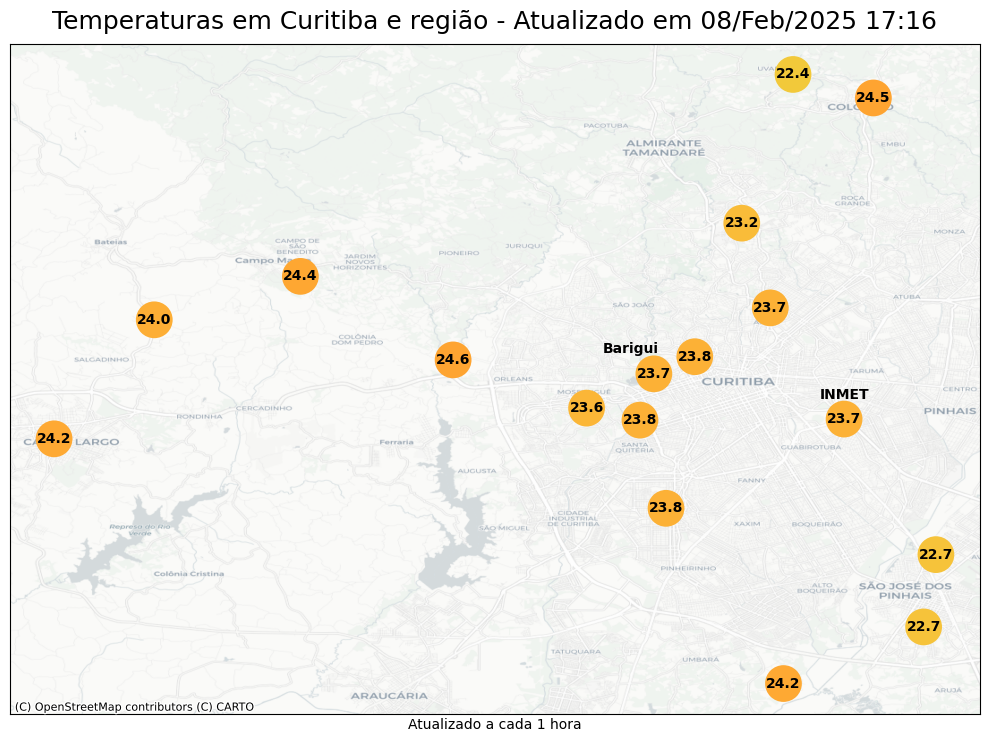 Temperaturas em Curitiba e região - Atualizado em 08/Feb/2025 17:16
22.4
UVA
24.5
COLO
PACOTUBA
ALMIRANTE
TAMANDARÉ
EMBU
ROÇA
GRANDE
23.2
MONZA
Bateias
CAMPO DE
SÃO
BENEDITO
Campo Ma
JARDIM
NOVOS
HORIZONTES
PIONEIRO
JURUQUI
24.4
ATUBA
SÃO JOÃO
23.7
24.0
COLÔNIA
DOM PEDRO
SALGADINHO
24.6
Barigui
23.8
23.7
ORLEANS
CURITIBA
TARUMÃ
MOS
UÊ
INMET
CENTRO
23.6
23.8
23.7
PINHAIS
CERCADINHO
RONDINHA
24.2
CA
LARGO
Ferraria
SANTA
QUITÉRIA
GUABIROTUBA
AUGUSTA
FANNY
23.8
CIDADE
INDUSTRIAL
DE CURITIBA
SÃO MIGUEL
XAXIM
BOQUEIRÃO
Represa do Rio
Verde
22.7
Colônia Cristina
PINHEIRINHO
ALTO
BOQUEIRÃO
SÃO JOSÉ DOS
PINHAIS
22.7
TATUQUARA
UMBARÁ
24.2
ARAUCÁRIA
ARUJÁ
(C) OpenStreetMap contributors (C) CARTO
Atualizado a cada 1 hora